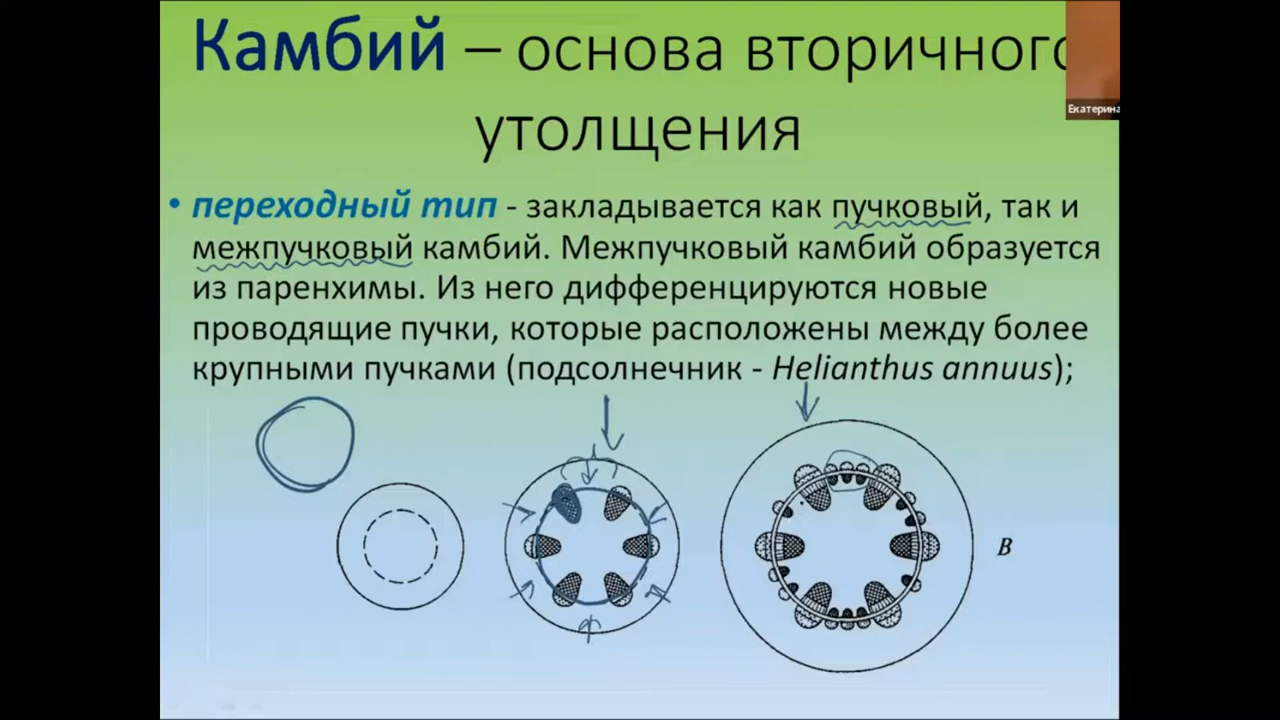 Камбий – основа вторичного
утолщения
Екатерина
• переходный тип - закладывается как пучковый, так и
межпучковый камбий. Межпучковый камбий образуется
из паренхимы. Из него дифференцируются новые
проводящие пучки, которые расположены между более
крупными пучками (подсолнечник - Helianthus annuus);
В